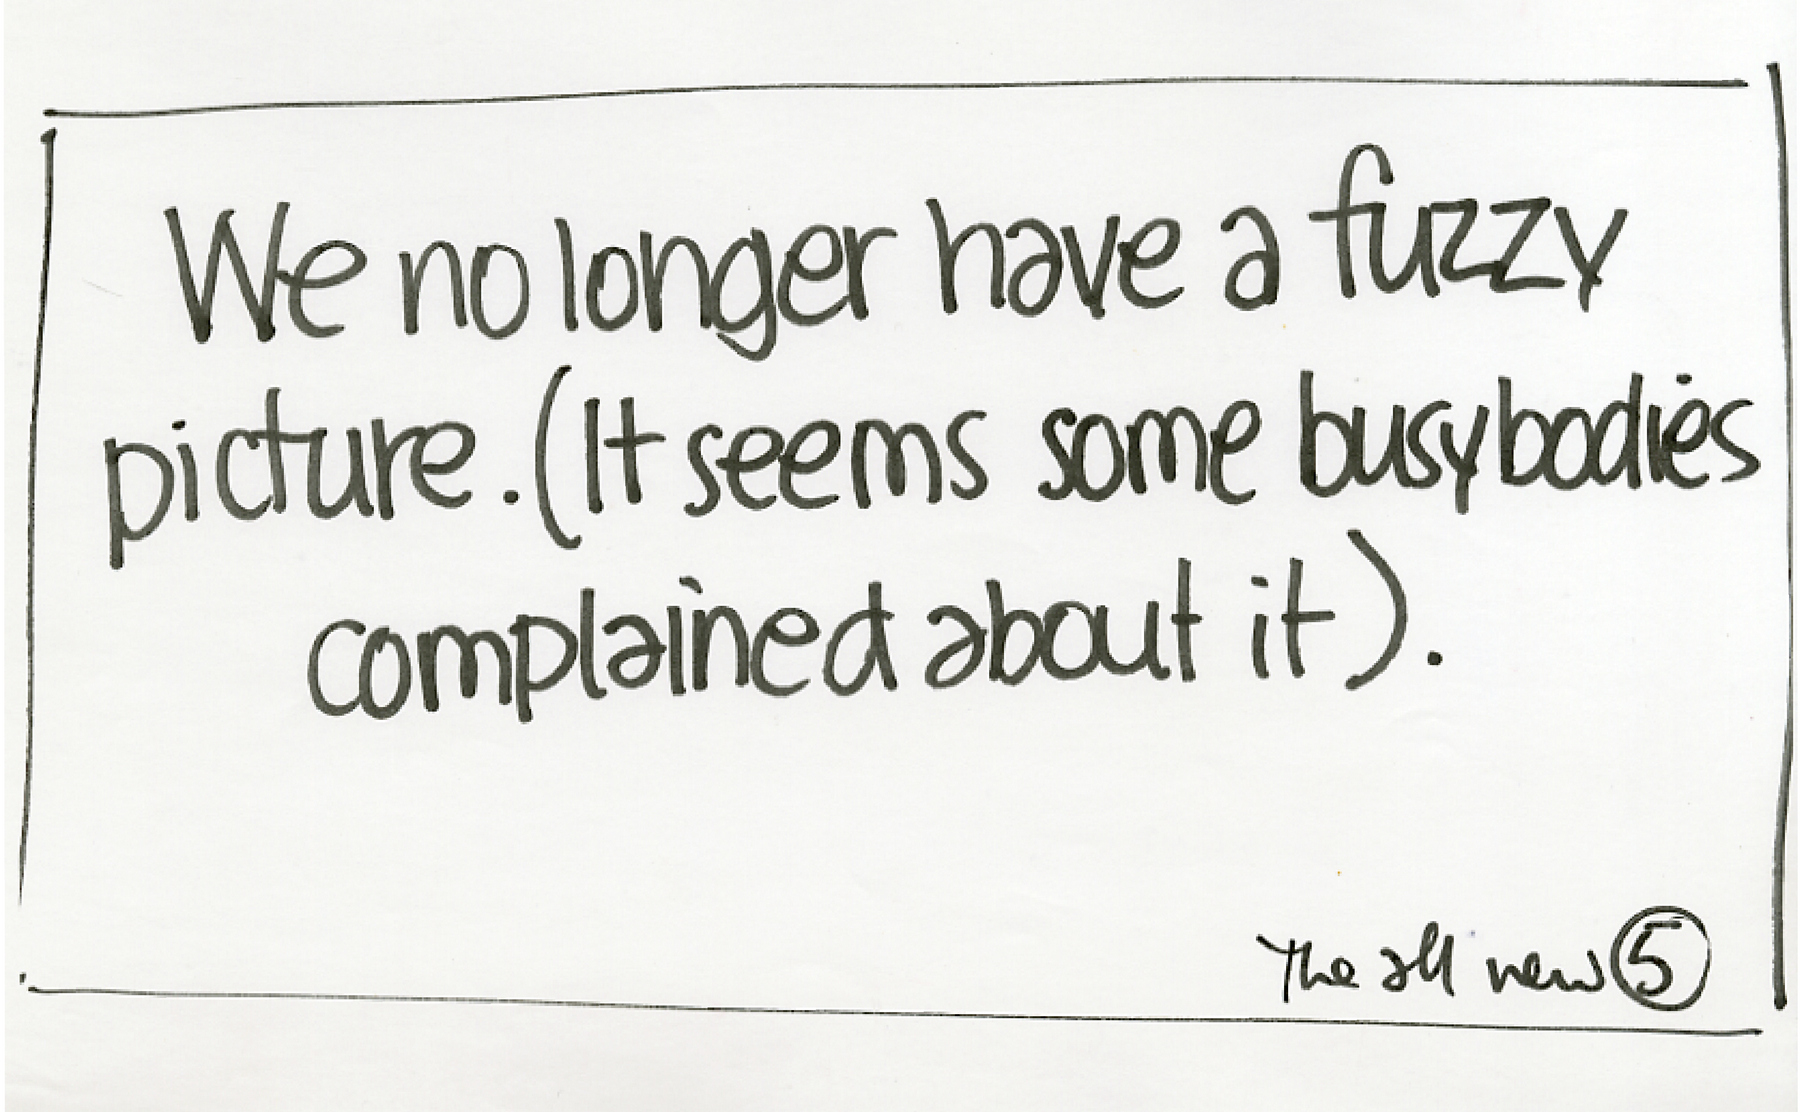 We no longer have a fuzzy
picture. (It seems some busybodies
complained about it).
The all new 5